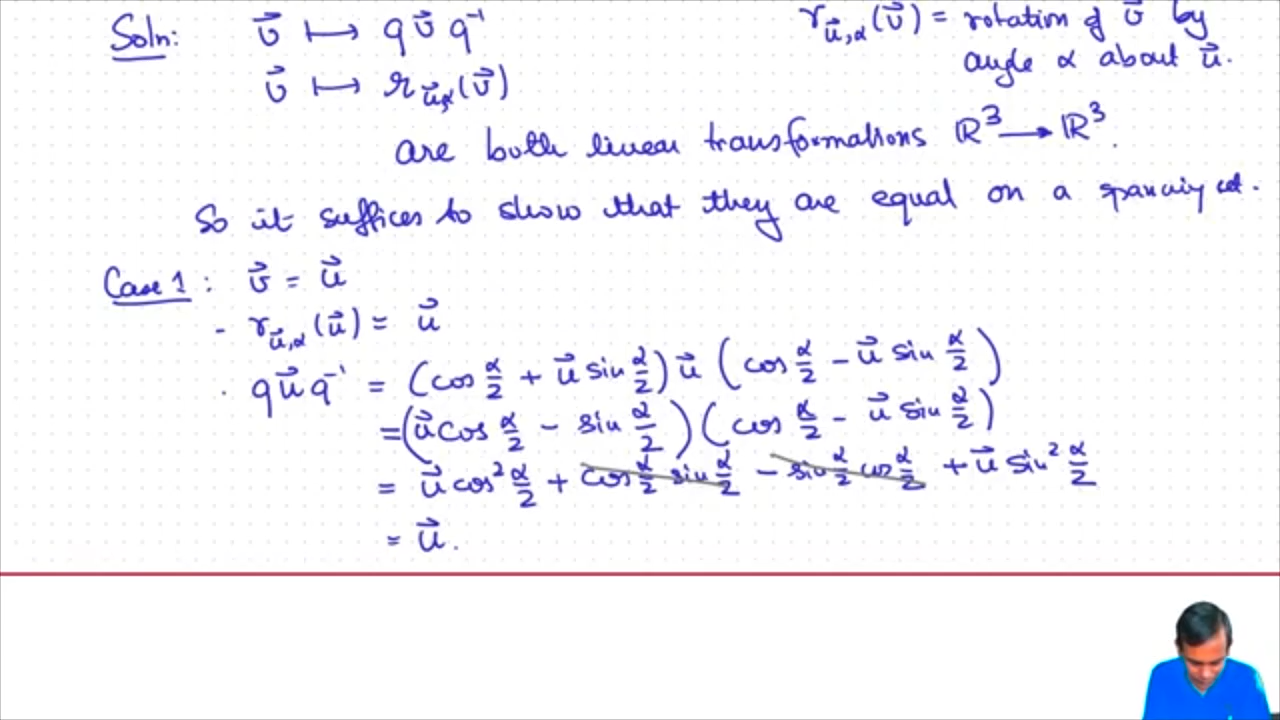 Soln: v⃗ ⟼ q v⃗ q⁻¹
r_{u⃗,α}(v⃗) = rotation of v⃗ by
angle α about u⃗.
v⃗ ⟼ r_{u⃗,α}(v⃗)
are both linear transformations ℝ³ ⟶ ℝ³.
So it suffices to show that they are equal on a spanning set.
Case 1 : v⃗ = u⃗
- r_{u⃗,α}(u⃗) = u⃗
· q u⃗ q⁻¹ = (cos α/2 + u⃗ sin α/2) u⃗ (cos α/2 − u⃗ sin α/2)
= (u⃗ cos α/2 − sin α/2) (cos α/2 − u⃗ sin α/2)
= u⃗ cos² α/2 + cos α/2 sin α/2 − sin α/2 cos α/2 + u⃗ sin² α/2
= u⃗.